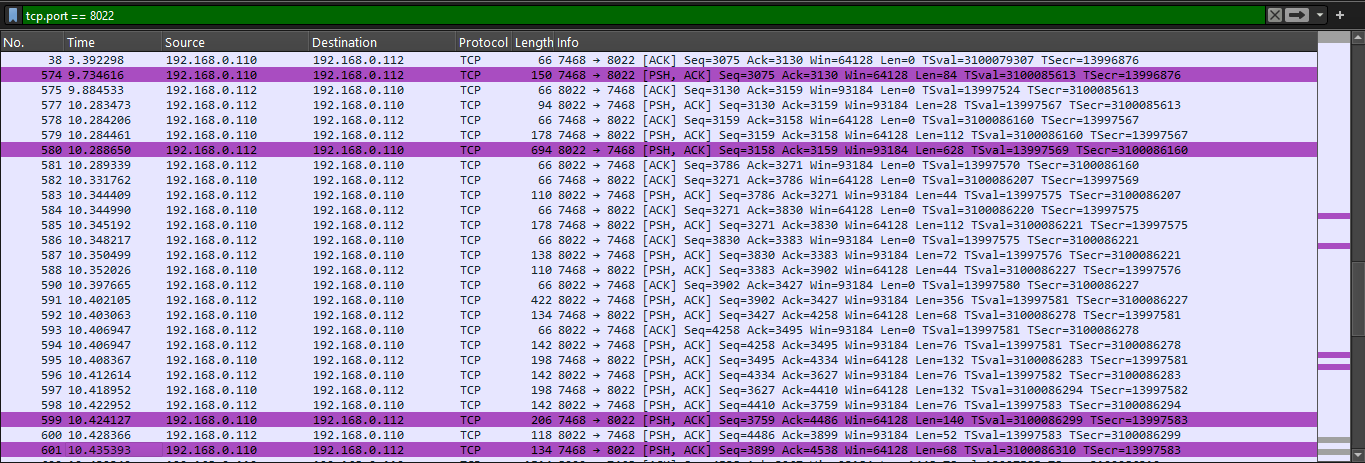 tcp.port == 8022
No. Time Source Destination Protocol Length Info
38 3.392298 192.168.0.110 192.168.0.112 TCP 66 7468 → 8022 [ACK] Seq=3075 Ack=3130 Win=64128 Len=0 TSval=3100079307 TSecr=13996876
574 9.734616 192.168.0.110 192.168.0.112 TCP 150 7468 → 8022 [PSH, ACK] Seq=3075 Ack=3130 Win=64128 Len=84 TSval=3100085613 TSecr=13996876
575 9.884533 192.168.0.112 192.168.0.110 TCP 66 8022 → 7468 [ACK] Seq=3130 Ack=3159 Win=93184 Len=0 TSval=13997524 TSecr=3100085613
577 10.283473 192.168.0.112 192.168.0.110 TCP 94 8022 → 7468 [PSH, ACK] Seq=3130 Ack=3159 Win=93184 Len=28 TSval=13997567 TSecr=3100085613
578 10.284206 192.168.0.110 192.168.0.112 TCP 66 7468 → 8022 [ACK] Seq=3159 Ack=3158 Win=64128 Len=0 TSval=3100086160 TSecr=13997567
579 10.284461 192.168.0.110 192.168.0.112 TCP 178 7468 → 8022 [PSH, ACK] Seq=3159 Ack=3158 Win=64128 Len=112 TSval=3100086160 TSecr=13997567
580 10.288650 192.168.0.112 192.168.0.110 TCP 694 8022 → 7468 [PSH, ACK] Seq=3158 Ack=3159 Win=93184 Len=628 TSval=13997569 TSecr=3100086160
581 10.289339 192.168.0.112 192.168.0.110 TCP 66 8022 → 7468 [ACK] Seq=3786 Ack=3271 Win=93184 Len=0 TSval=13997570 TSecr=3100086160
582 10.331762 192.168.0.110 192.168.0.112 TCP 66 7468 → 8022 [ACK] Seq=3271 Ack=3786 Win=64128 Len=0 TSval=3100086207 TSecr=13997569
583 10.344409 192.168.0.112 192.168.0.110 TCP 110 8022 → 7468 [PSH, ACK] Seq=3786 Ack=3271 Win=93184 Len=44 TSval=13997575 TSecr=3100086207
584 10.344990 192.168.0.110 192.168.0.112 TCP 66 7468 → 8022 [ACK] Seq=3271 Ack=3830 Win=64128 Len=0 TSval=3100086220 TSecr=13997575
585 10.345192 192.168.0.110 192.168.0.112 TCP 178 7468 → 8022 [PSH, ACK] Seq=3271 Ack=3830 Win=64128 Len=112 TSval=3100086221 TSecr=13997575
586 10.348217 192.168.0.112 192.168.0.110 TCP 66 8022 → 7468 [ACK] Seq=3830 Ack=3383 Win=93184 Len=0 TSval=13997575 TSecr=3100086221
587 10.350499 192.168.0.112 192.168.0.110 TCP 138 8022 → 7468 [PSH, ACK] Seq=3830 Ack=3383 Win=93184 Len=72 TSval=13997576 TSecr=3100086221
588 10.352026 192.168.0.110 192.168.0.112 TCP 110 7468 → 8022 [PSH, ACK] Seq=3383 Ack=3902 Win=64128 Len=44 TSval=3100086227 TSecr=13997576
590 10.397665 192.168.0.112 192.168.0.110 TCP 66 8022 → 7468 [ACK] Seq=3902 Ack=3427 Win=93184 Len=0 TSval=13997580 TSecr=3100086227
591 10.402105 192.168.0.112 192.168.0.110 TCP 422 8022 → 7468 [PSH, ACK] Seq=3902 Ack=3427 Win=93184 Len=356 TSval=13997581 TSecr=3100086227
592 10.403063 192.168.0.110 192.168.0.112 TCP 134 7468 → 8022 [PSH, ACK] Seq=3427 Ack=4258 Win=64128 Len=68 TSval=3100086278 TSecr=13997581
593 10.406947 192.168.0.112 192.168.0.110 TCP 66 8022 → 7468 [ACK] Seq=4258 Ack=3495 Win=93184 Len=0 TSval=13997581 TSecr=3100086278
594 10.406947 192.168.0.112 192.168.0.110 TCP 142 8022 → 7468 [PSH, ACK] Seq=4258 Ack=3495 Win=93184 Len=76 TSval=13997581 TSecr=3100086278
595 10.408367 192.168.0.110 192.168.0.112 TCP 198 7468 → 8022 [PSH, ACK] Seq=3495 Ack=4334 Win=64128 Len=132 TSval=3100086283 TSecr=13997581
596 10.412614 192.168.0.112 192.168.0.110 TCP 142 8022 → 7468 [PSH, ACK] Seq=4334 Ack=3627 Win=93184 Len=76 TSval=13997582 TSecr=3100086283
597 10.418952 192.168.0.110 192.168.0.112 TCP 198 7468 → 8022 [PSH, ACK] Seq=3627 Ack=4410 Win=64128 Len=132 TSval=3100086294 TSecr=13997582
598 10.422952 192.168.0.112 192.168.0.110 TCP 142 8022 → 7468 [PSH, ACK] Seq=4410 Ack=3759 Win=93184 Len=76 TSval=13997583 TSecr=3100086294
599 10.424127 192.168.0.110 192.168.0.112 TCP 206 7468 → 8022 [PSH, ACK] Seq=3759 Ack=4486 Win=64128 Len=140 TSval=3100086299 TSecr=13997583
600 10.428366 192.168.0.112 192.168.0.110 TCP 118 8022 → 7468 [PSH, ACK] Seq=4486 Ack=3899 Win=93184 Len=52 TSval=13997583 TSecr=3100086299
601 10.435393 192.168.0.110 192.168.0.112 TCP 134 7468 → 8022 [PSH, ACK] Seq=3899 Ack=4538 Win=64128 Len=68 TSval=3100086310 TSecr=13997583